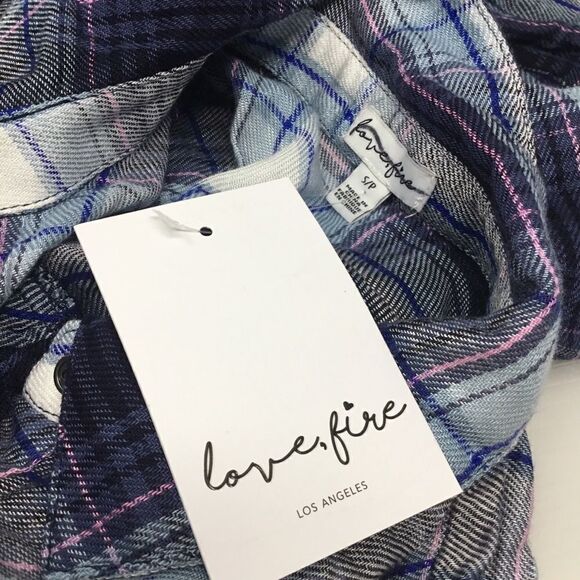 love, fire
S/P
love, fire
LOS ANGELES